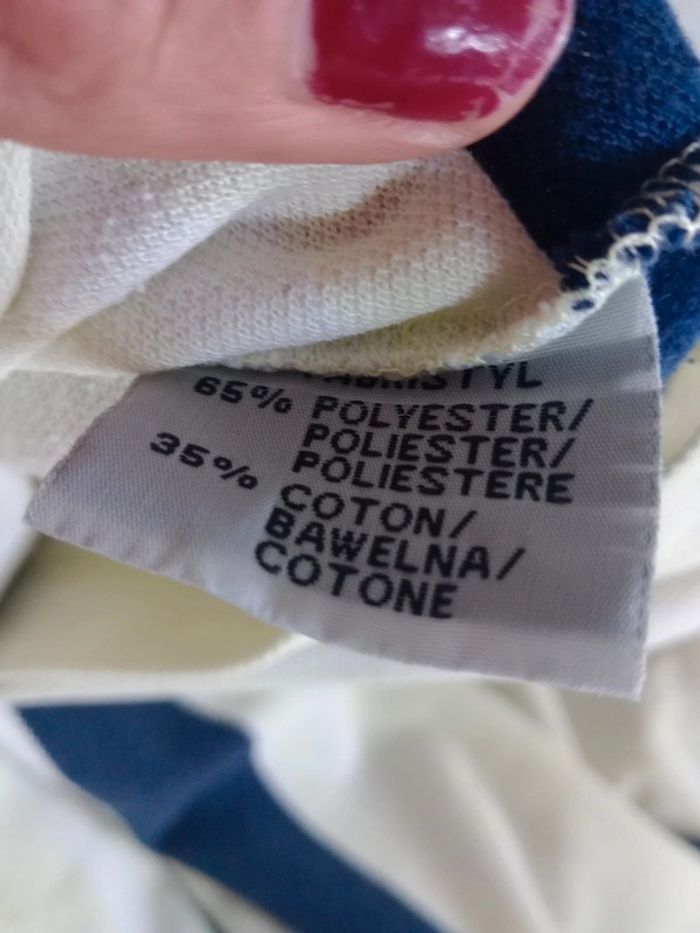 65% POLYESTER/
POLIESTER/
35% POLIESTERE
COTON/
BAWELNA/
COTONE